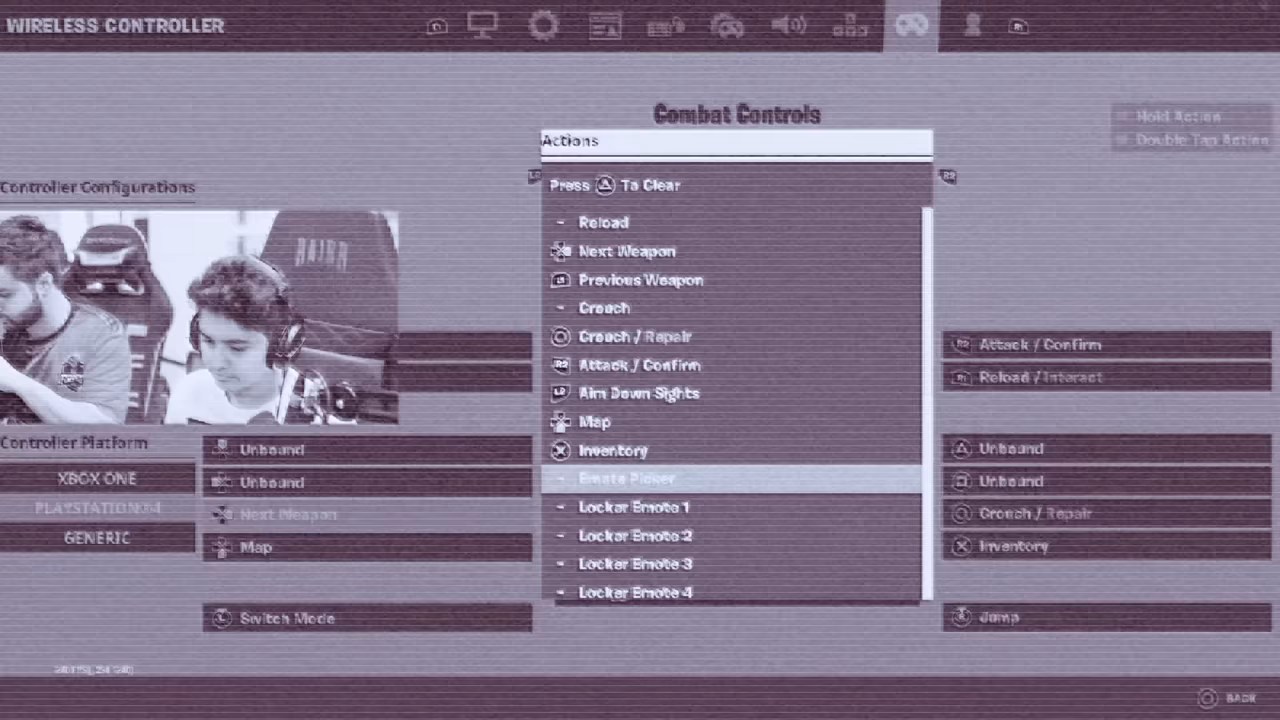 WIRELESS CONTROLLER
Combat Controls
Hold Action
Double Tap Action
Actions
Controller Configurations
Press To Clear
- Reload
Next Weapon
Previous Weapon
- Crouch
Crouch / Repair
Attack / Confirm
Aim Down Sights
Map
Inventory
- Emote Picker
- Locker Emote 1
- Locker Emote 2
- Locker Emote 3
- Locker Emote 4
Attack / Confirm
Reload / Interact
Controller Platform
XBOX ONE
PLAYSTATION®4
GENERIC
Unbound
Unbound
Next Weapon
Map
Switch Mode
Unbound
Unbound
Crouch / Repair
Inventory
Jump
BACK